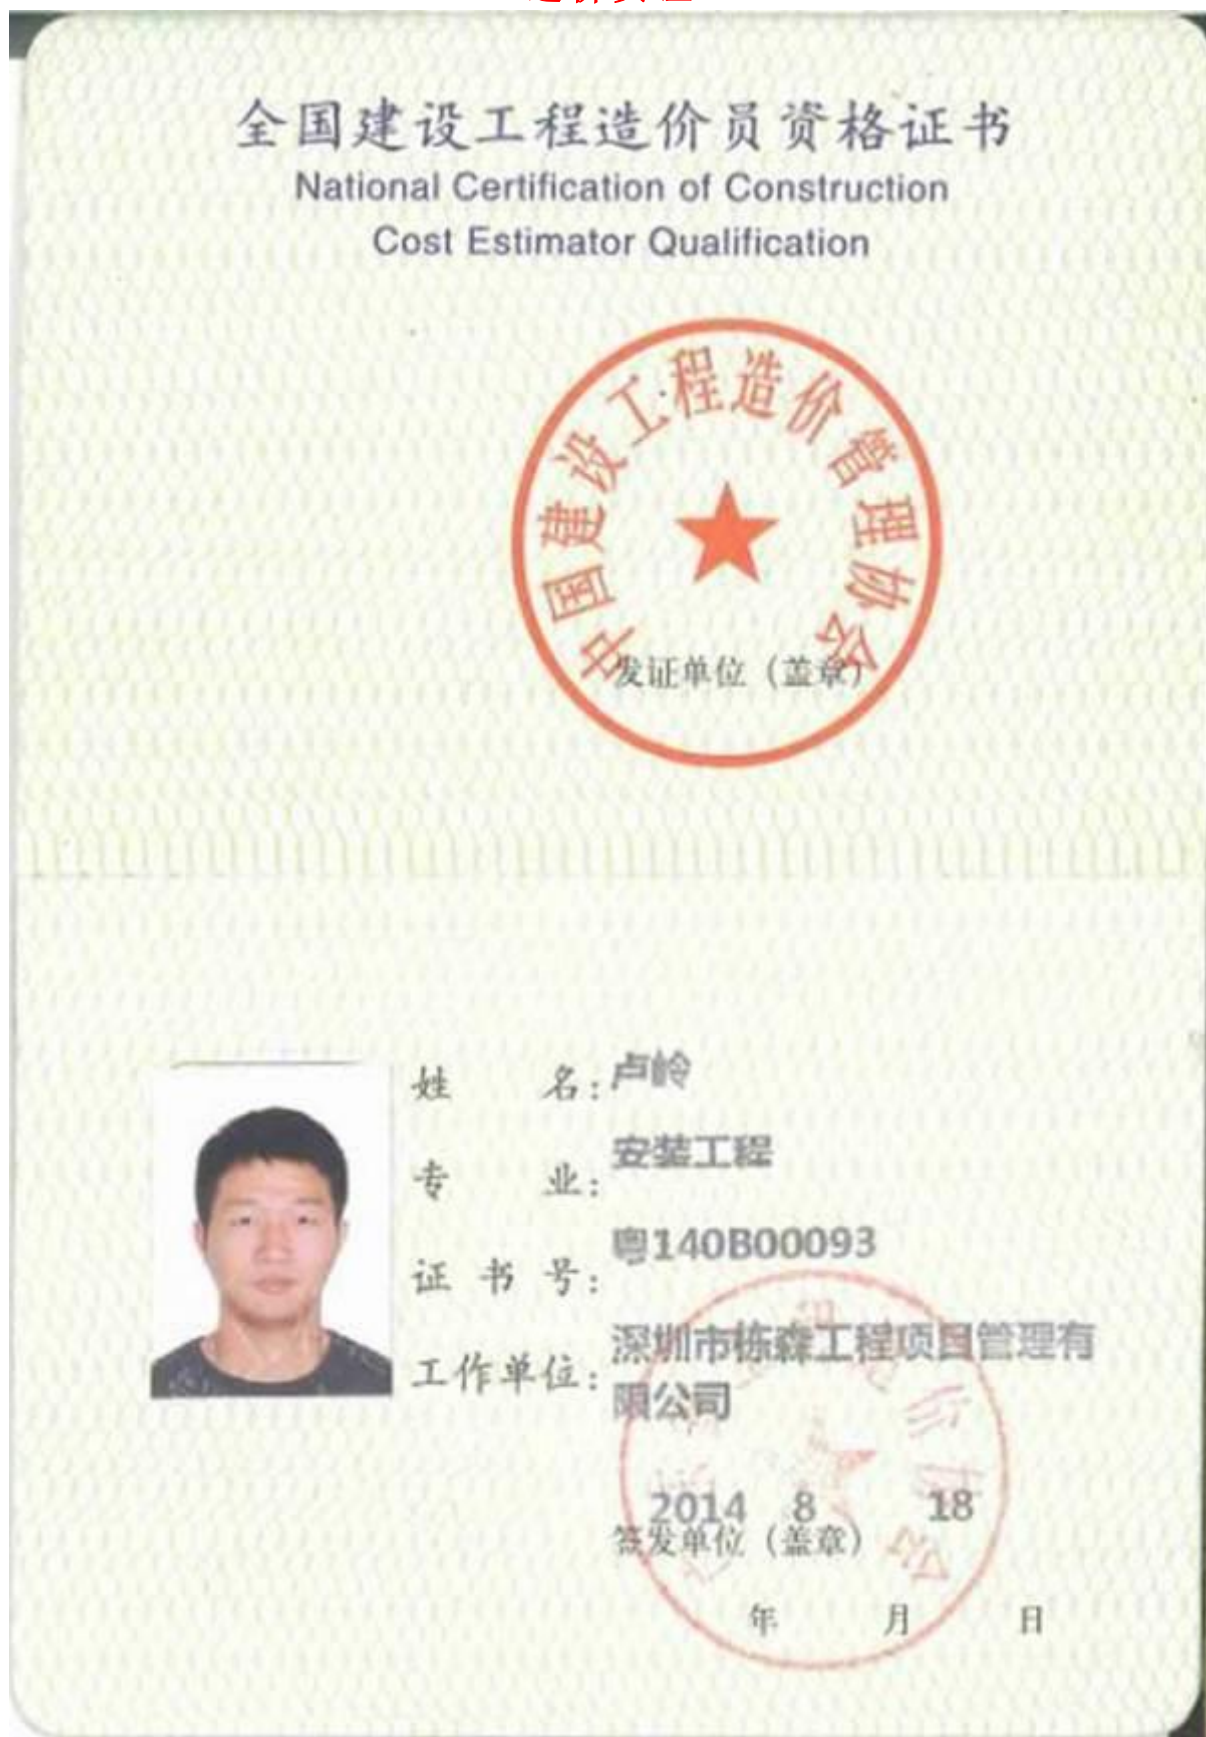 全国建设工程造价员资格证书
National Certification of Construction
Cost Estimator Qualification
中国建设工程造价管理协会
发证单位（盖章）
姓 名：卢岭
专 业：安装工程
证 书 号：粤140B00093
工作单位：深圳市栋森工程项目管理有
限公司
2014 8 18
签发单位（盖章）
年 月 日